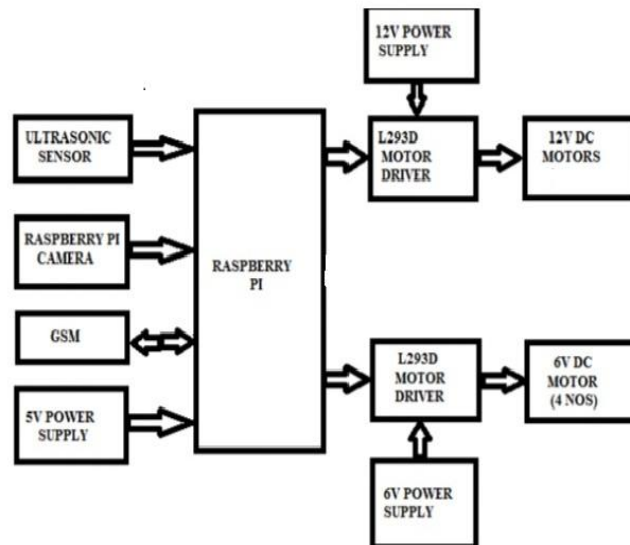 12V POWER
SUPPLY
ULTRASONIC
SENSOR
L293D
MOTOR
DRIVER
12V DC
MOTORS
RASPBERRY PI
CAMERA
RASPBERRY
PI
GSM
5V POWER
SUPPLY
L293D
MOTOR
DRIVER
6V DC
MOTOR
(4 NOS)
6V POWER
SUPPLY